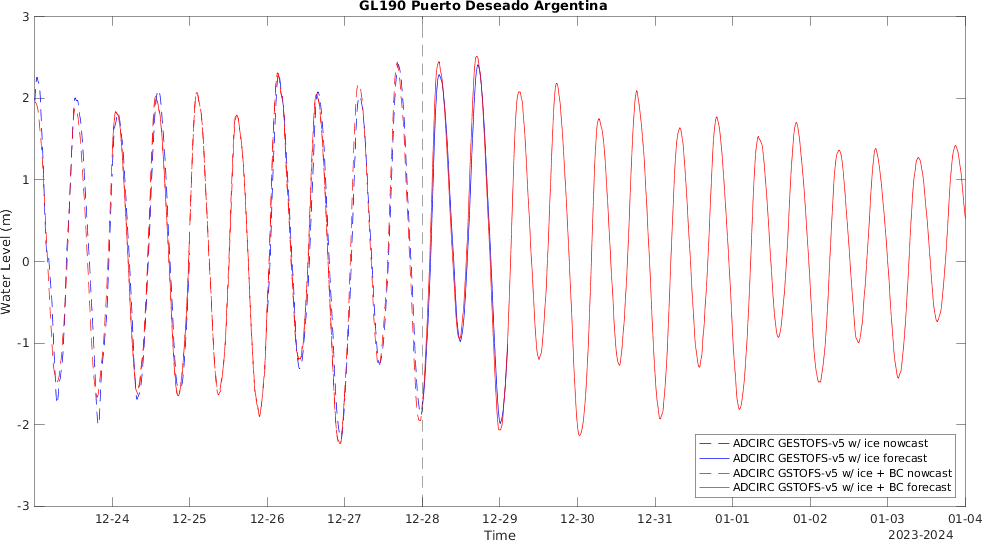 GL190 Puerto Deseado Argentina
3
2
1
0
-1
-2
-3
Water Level (m)
ADCIRC GESTOFS-v5 w/ ice nowcast
ADCIRC GESTOFS-v5 w/ ice forecast
ADCIRC GSTOFS-v5 w/ ice + BC nowcast
ADCIRC GSTOFS-v5 w/ ice + BC forecast
12-24 12-25 12-26 12-27 12-28 12-29 12-30 12-31 01-01 01-02 01-03 01-04
Time
2023-2024